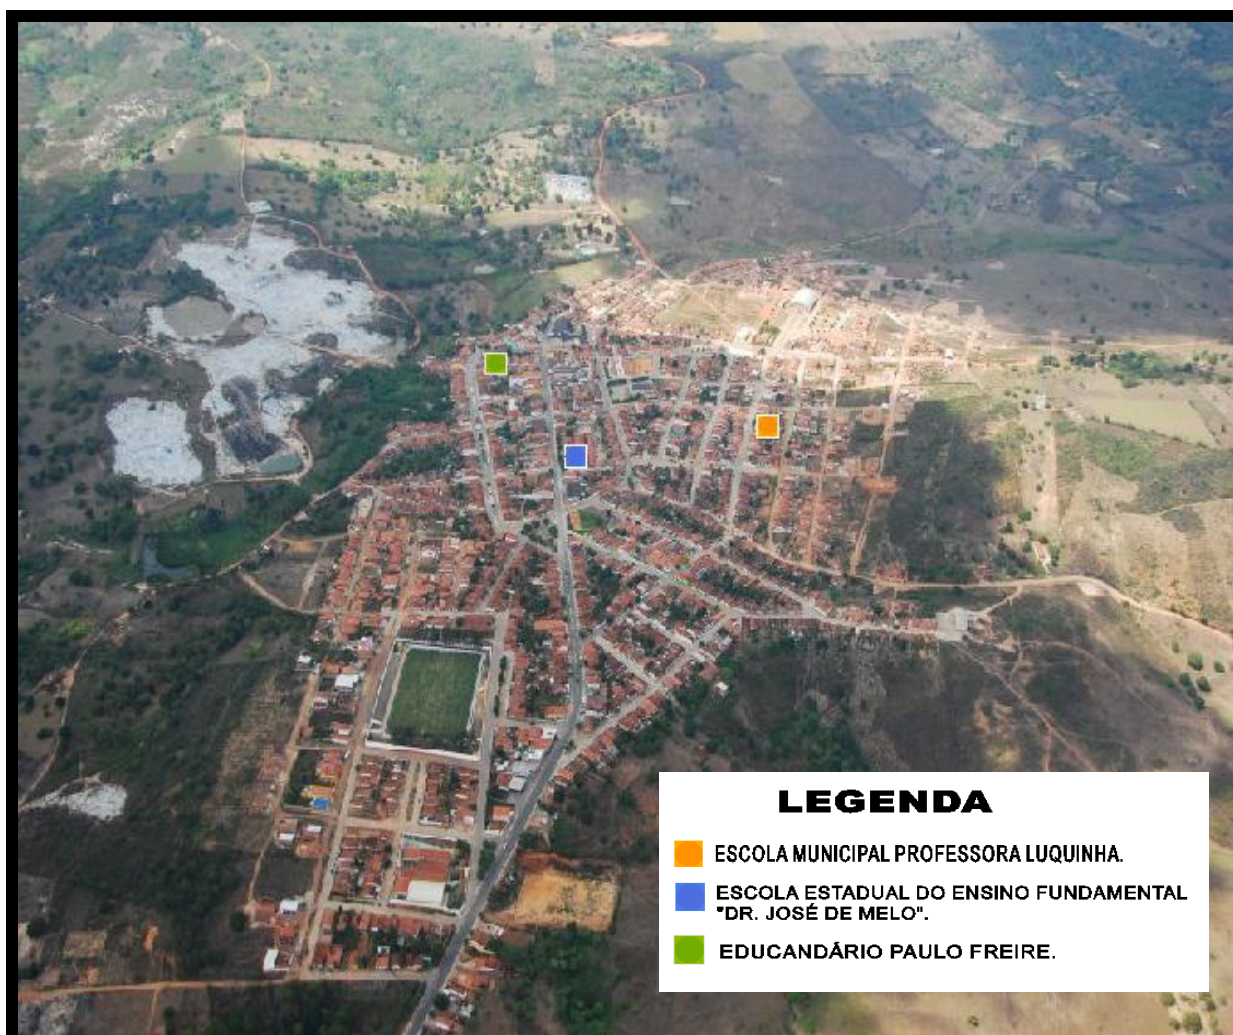 LEGENDA
ESCOLA MUNICIPAL PROFESSORA LUQUINHA.
ESCOLA ESTADUAL DO ENSINO FUNDAMENTAL
"DR. JOSÉ DE MELO".
EDUCANDÁRIO PAULO FREIRE.